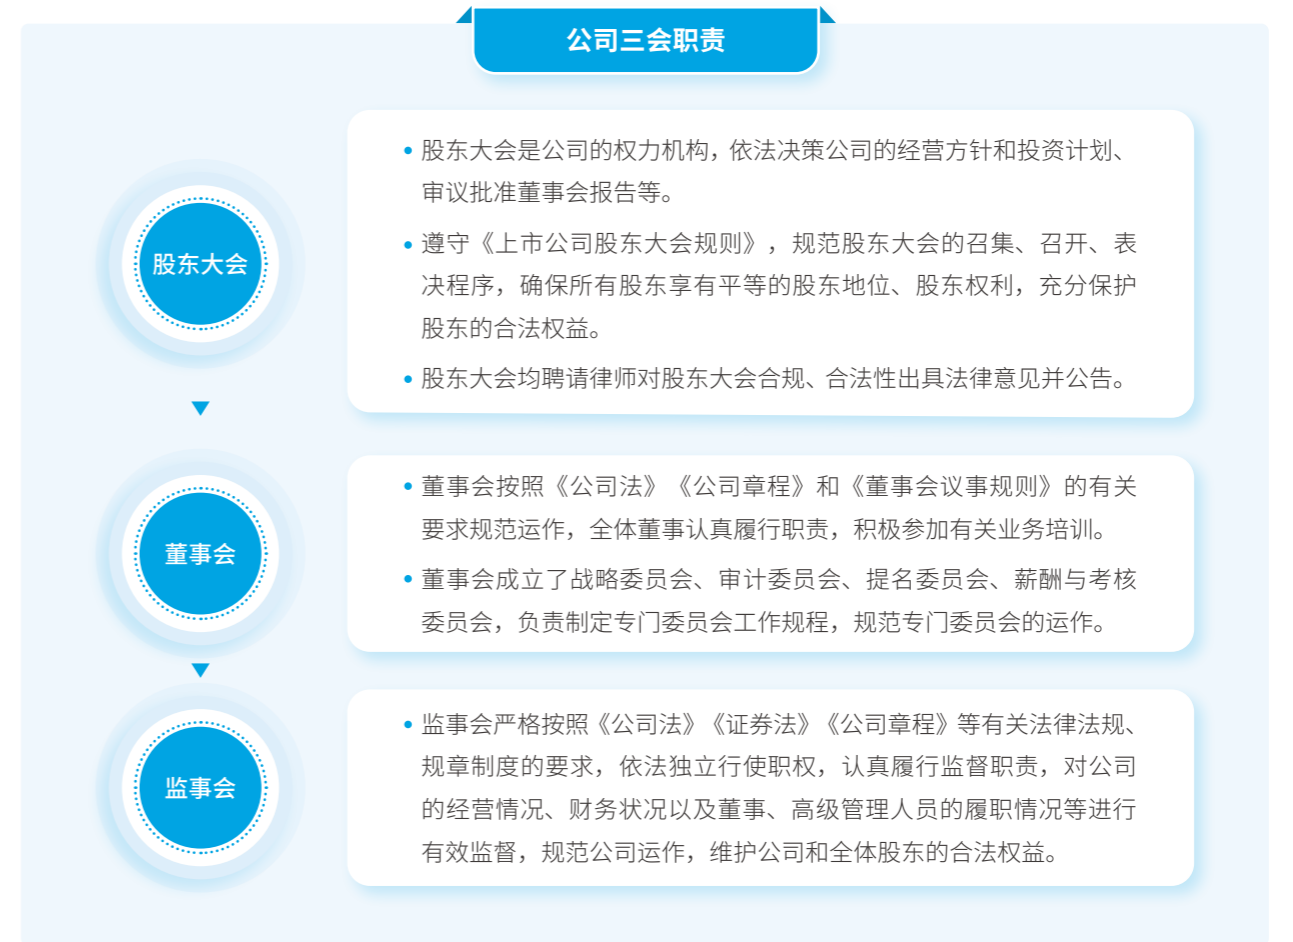 公司三会职责
股东大会
• 股东大会是公司的权力机构，依法决策公司的经营方针和投资计划、
审议批准董事会报告等。
• 遵守《上市公司股东大会规则》，规范股东大会的召集、召开、表
决程序，确保所有股东享有平等的股东地位、股东权利，充分保护
股东的合法权益。
• 股东大会均聘请律师对股东大会合规、合法性出具法律意见并公告。
董事会
• 董事会按照《公司法》《公司章程》和《董事会议事规则》的有关
要求规范运作，全体董事认真履行职责，积极参加有关业务培训。
• 董事会成立了战略委员会、审计委员会、提名委员会、薪酬与考核
委员会，负责制定专门委员会工作规程，规范专门委员会的运作。
监事会
• 监事会严格按照《公司法》《证券法》《公司章程》等有关法律法规、
规章制度的要求，依法独立行使职权，认真履行监督职责，对公司
的经营情况、财务状况以及董事、高级管理人员的履职情况等进行
有效监督，规范公司运作，维护公司和全体股东的合法权益。